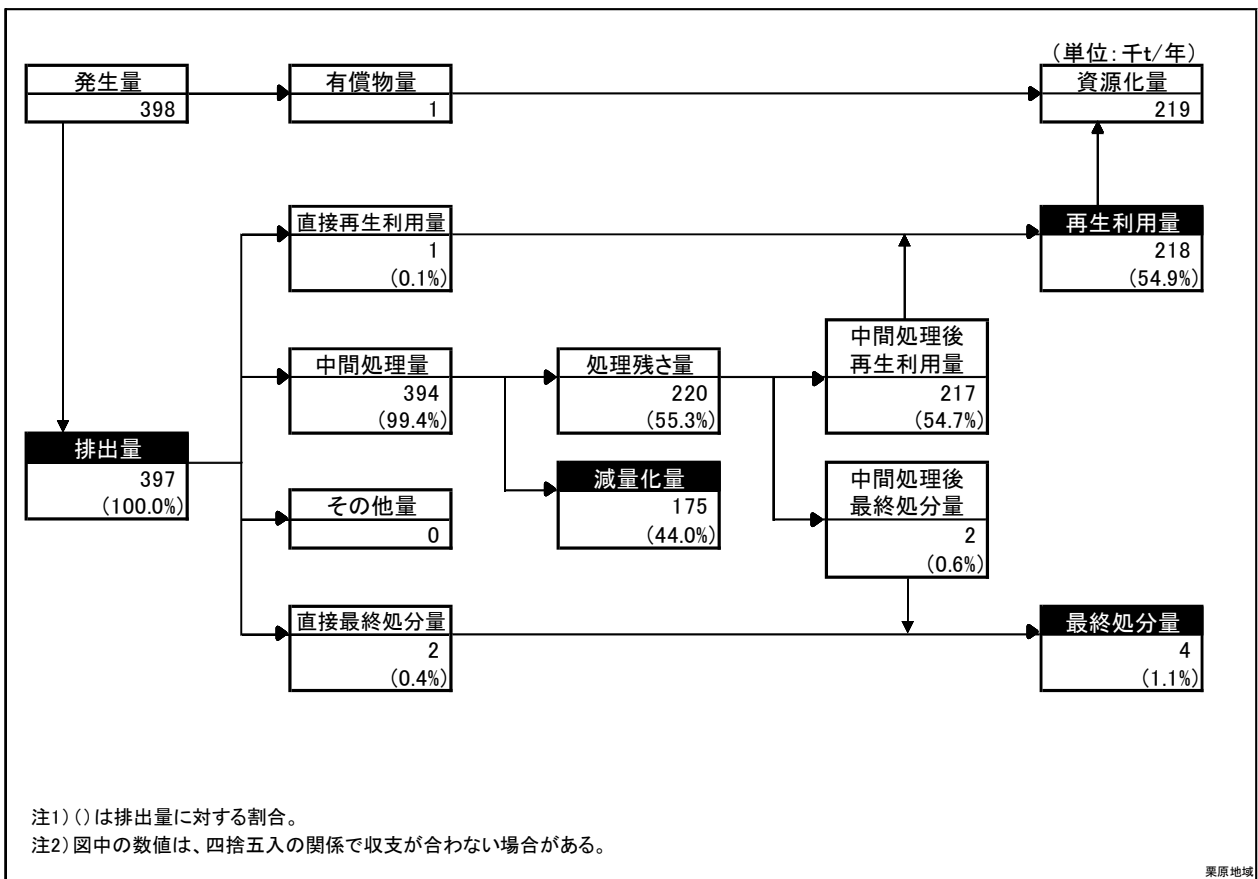 (単位:千t/年)
発生量
398
有償物量
1
資源化量
219
直接再生利用量
1
(0.1%)
再生利用量
218
(54.9%)
中間処理量
394
(99.4%)
処理残さ量
220
(55.3%)
中間処理後
再生利用量
217
(54.7%)
排出量
397
(100.0%)
その他量
0
減量化量
175
(44.0%)
中間処理後
最終処分量
2
(0.6%)
直接最終処分量
2
(0.4%)
最終処分量
4
(1.1%)
注1)()は排出量に対する割合。
注2)図中の数値は、四捨五入の関係で収支が合わない場合がある。
栗原地域